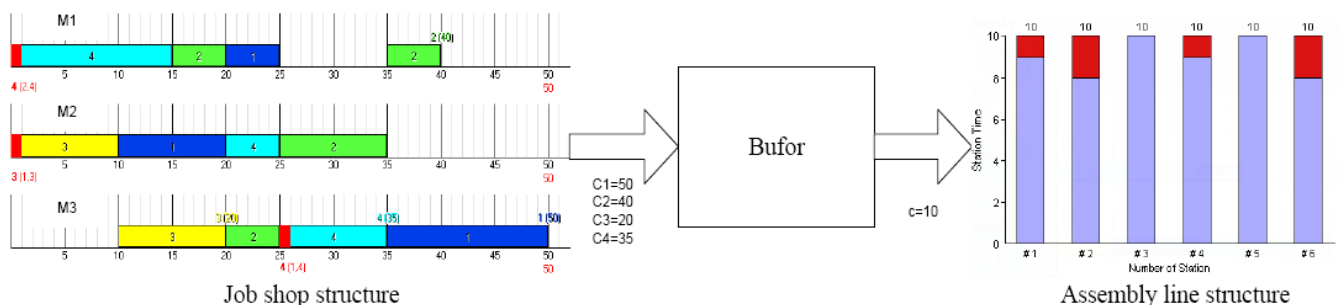 M1
2 (40)
4 2 1 2
5 10 15 20 25 30 35 40 45 50
4 (2,4) 50
M2
3 1 4 2
5 10 15 20 25 30 35 40 45 50
3 (1,3) 50
M3
3 (20) 4 (35) 1 (50)
3 2 4 1
5 10 15 20 25 30 35 40 45 50
4 (1,4) 50
Job shop structure
C1=50
C2=40
C3=20
C4=35
Bufor
c=10
10 10 10 10 10 10
Station Time
10
8
6
4
2
0
# 1 # 2 # 3 # 4 # 5 # 6
Number of Station
Assembly line structure